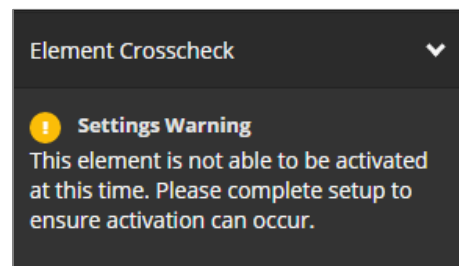 Element Crosscheck
Settings Warning
This element is not able to be activated
at this time. Please complete setup to
ensure activation can occur.